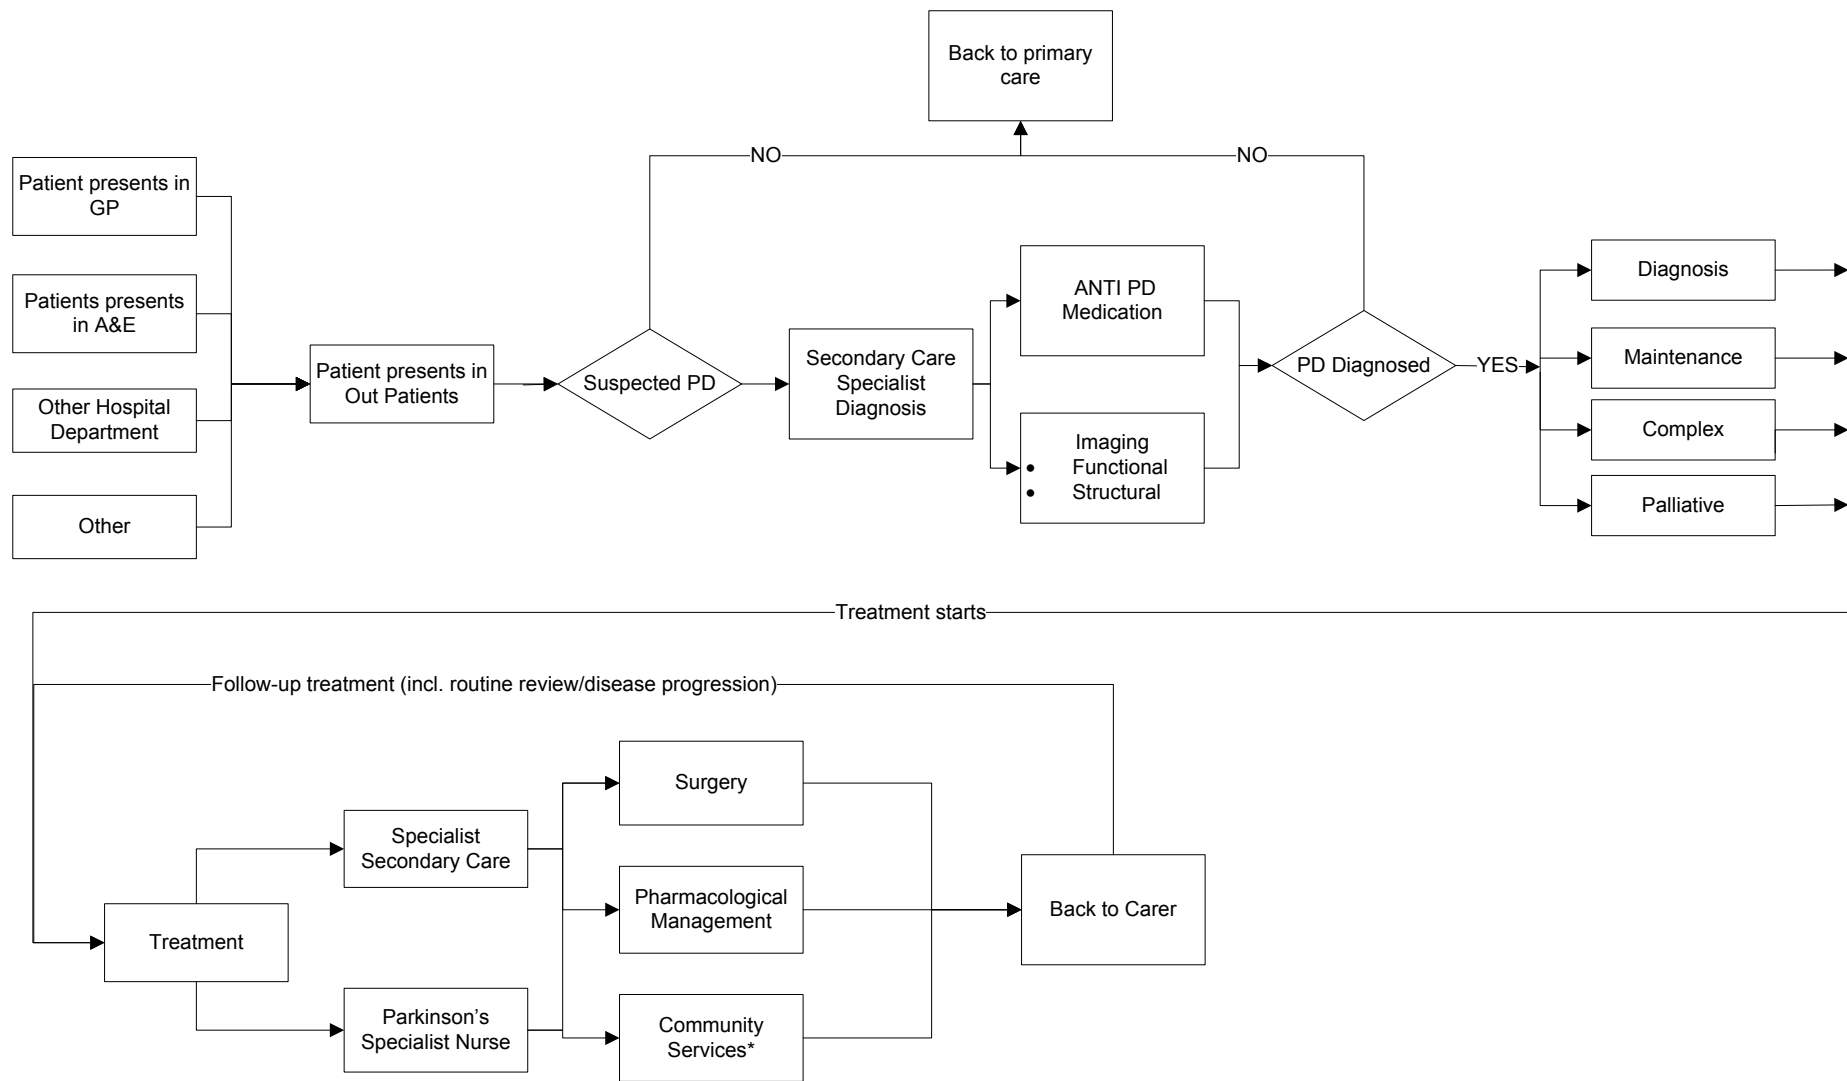 Back to primary
care
NO
NO
Patient presents in
GP
Patients presents
in A&E
Other Hospital
Department
Other
Patient presents in
Out Patients
Suspected PD
Secondary Care
Specialist
Diagnosis
ANTI PD
Medication
Imaging
• Functional
• Structural
PD Diagnosed
YES
Diagnosis
Maintenance
Complex
Palliative
Treatment starts
Follow-up treatment (incl. routine review/disease progression)
Treatment
Specialist
Secondary Care
Parkinson’s
Specialist Nurse
Surgery
Pharmacological
Management
Community
Services*
Back to Carer